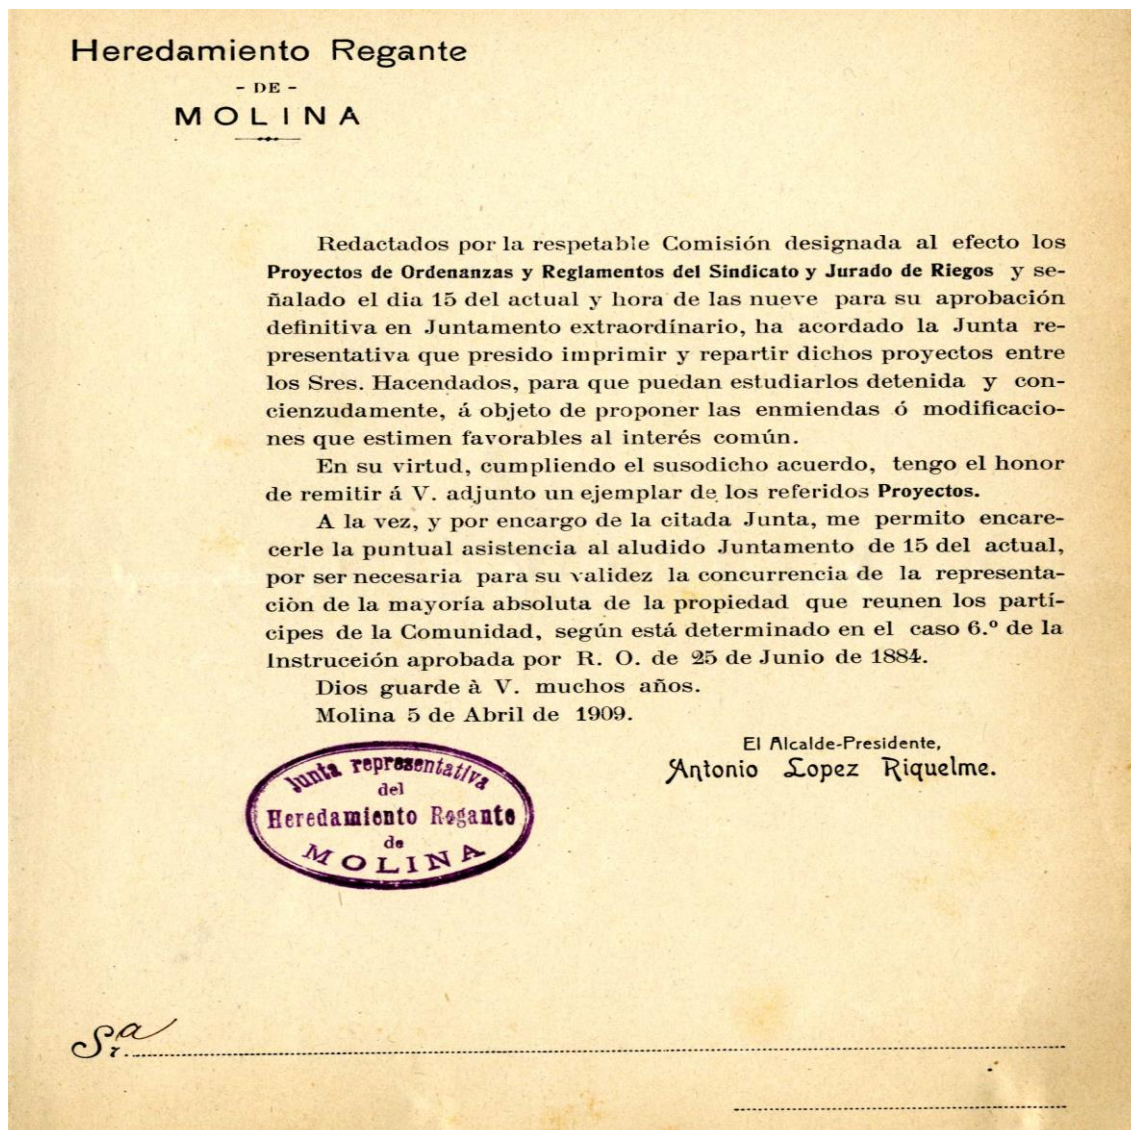 Heredamiento Regante
- DE -
MOLINA
Redactados por la respetable Comisión designada al efecto los
Proyectos de Ordenanzas y Reglamentos del Sindicato y Jurado de Riegos y se-
ñalado el dia 15 del actual y hora de las nueve para su aprobación
definitiva en Juntamento extraordínario, ha acordado la Junta re-
presentativa que presido imprimir y repartir dichos proyectos entre
los Sres. Hacendados, para que puedan estudiarlos detenida y con-
cienzudamente, á objeto de proponer las enmiendas ó modificacio-
nes que estimen favorables al interés común.
En su virtud, cumpliendo el susodicho acuerdo, tengo el honor
de remitir á V. adjunto un ejemplar de los referidos Proyectos.
A la vez, y por encargo de la citada Junta, me permito encare-
cerle la puntual asistencia al aludido Juntamento de 15 del actual,
por ser necesaria para su validez la concurrencia de la representa-
ciòn de la mayoría absoluta de la propiedad que reunen los partí-
cipes de la Comunidad, según está determinado en el caso 6.º de la
Instruceión aprobada por R. O. de 25 de Junio de 1884.
Dios guarde à V. muchos años.
Molina 5 de Abril de 1909.
El Alcalde-Presidente,
Antonio Lopez Riquelme.
Junta representativa
del
Heredamiento Regante
de
MOLINA
Sr.a